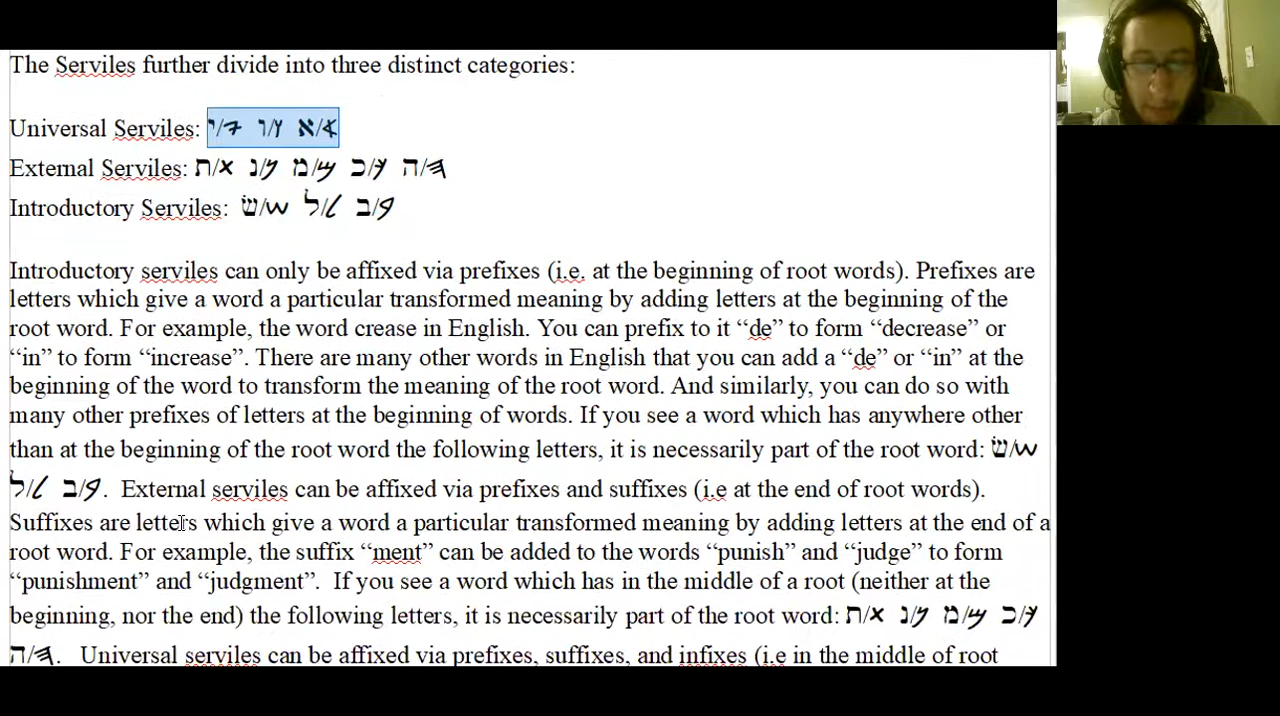 The Serviles further divide into three distinct categories:
Universal Serviles: 𐤀/א 𐤅/ו 𐤉/י
External Serviles: 𐤄/ה 𐤊/כ 𐤌/מ 𐤍/נ 𐤕/ת
Introductory Serviles: 𐤁/ב 𐤋/ל 𐤔/שׂ
Introductory serviles can only be affixed via prefixes (i.e. at the beginning of root words). Prefixes are
letters which give a word a particular transformed meaning by adding letters at the beginning of the
root word. For example, the word crease in English. You can prefix to it “de” to form “decrease” or
“in” to form “increase”. There are many other words in English that you can add a “de” or “in” at the
beginning of the word to transform the meaning of the root word. And similarly, you can do so with
many other prefixes of letters at the beginning of words. If you see a word which has anywhere other
than at the beginning of the root word the following letters, it is necessarily part of the root word: 𐤔/שׂ
𐤁/ב 𐤋/ל. External serviles can be affixed via prefixes and suffixes (i.e at the end of root words).
Suffixes are letters which give a word a particular transformed meaning by adding letters at the end of a
root word. For example, the suffix “ment” can be added to the words “punish” and “judge” to form
“punishment” and “judgment”. If you see a word which has in the middle of a root (neither at the
beginning, nor the end) the following letters, it is necessarily part of the root word: 𐤊/כ 𐤌/מ 𐤍/נ 𐤕/ת
𐤄/ה. Universal serviles can be affixed via prefixes, suffixes, and infixes (i.e in the middle of root